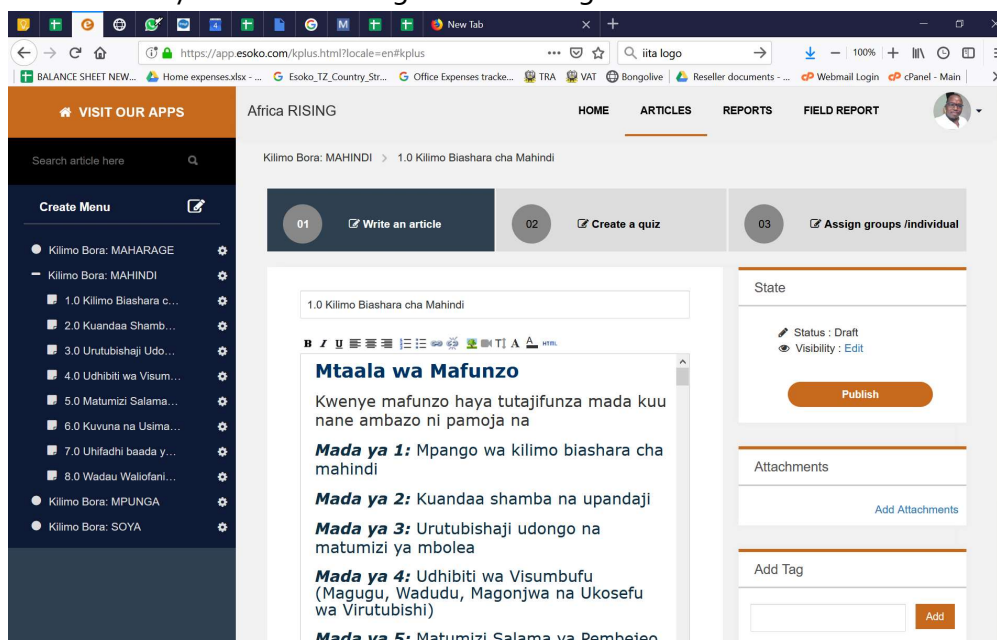 New Tab
https://app.esoko.com/kplus.html?locale=en#kplus
iita logo
100%
BALANCE SHEET NEW...
Home expenses.xlsx - ...
Esoko_TZ_Country_Str...
Office Expenses tracke...
TRA
VAT
Bongolive
Reseller documents - ...
Webmail Login
cPanel - Main
VISIT OUR APPS
Africa RISING
HOME
ARTICLES
REPORTS
FIELD REPORT
Search article here
Kilimo Bora: MAHINDI > 1.0 Kilimo Biashara cha Mahindi
Create Menu
01 Write an article
02 Create a quiz
03 Assign groups /individual
Kilimo Bora: MAHARAGE
Kilimo Bora: MAHINDI
1.0 Kilimo Biashara c...
2.0 Kuandaa Shamb...
3.0 Urutubishaji Udo...
4.0 Udhibiti wa Visum...
5.0 Matumizi Salama...
6.0 Kuvuna na Usima...
7.0 Uhifadhi baada y...
8.0 Wadau Waliofani...
Kilimo Bora: MPUNGA
Kilimo Bora: SOYA
1.0 Kilimo Biashara cha Mahindi
HTML
Mtaala wa Mafunzo
Kwenye mafunzo haya tutajifunza mada kuu
nane ambazo ni pamoja na
Mada ya 1: Mpango wa kilimo biashara cha
mahindi
Mada ya 2: Kuandaa shamba na upandaji
Mada ya 3: Urutubishaji udongo na
matumizi ya mbolea
Mada ya 4: Udhibiti wa Visumbufu
(Magugu, Wadudu, Magonjwa na Ukosefu
wa Virutubishi)
Mada ya 5: Matumizi Salama ya Pembejeo
State
Status : Draft
Visibility : Edit
Publish
Attachments
Add Attachments
Add Tag
Add